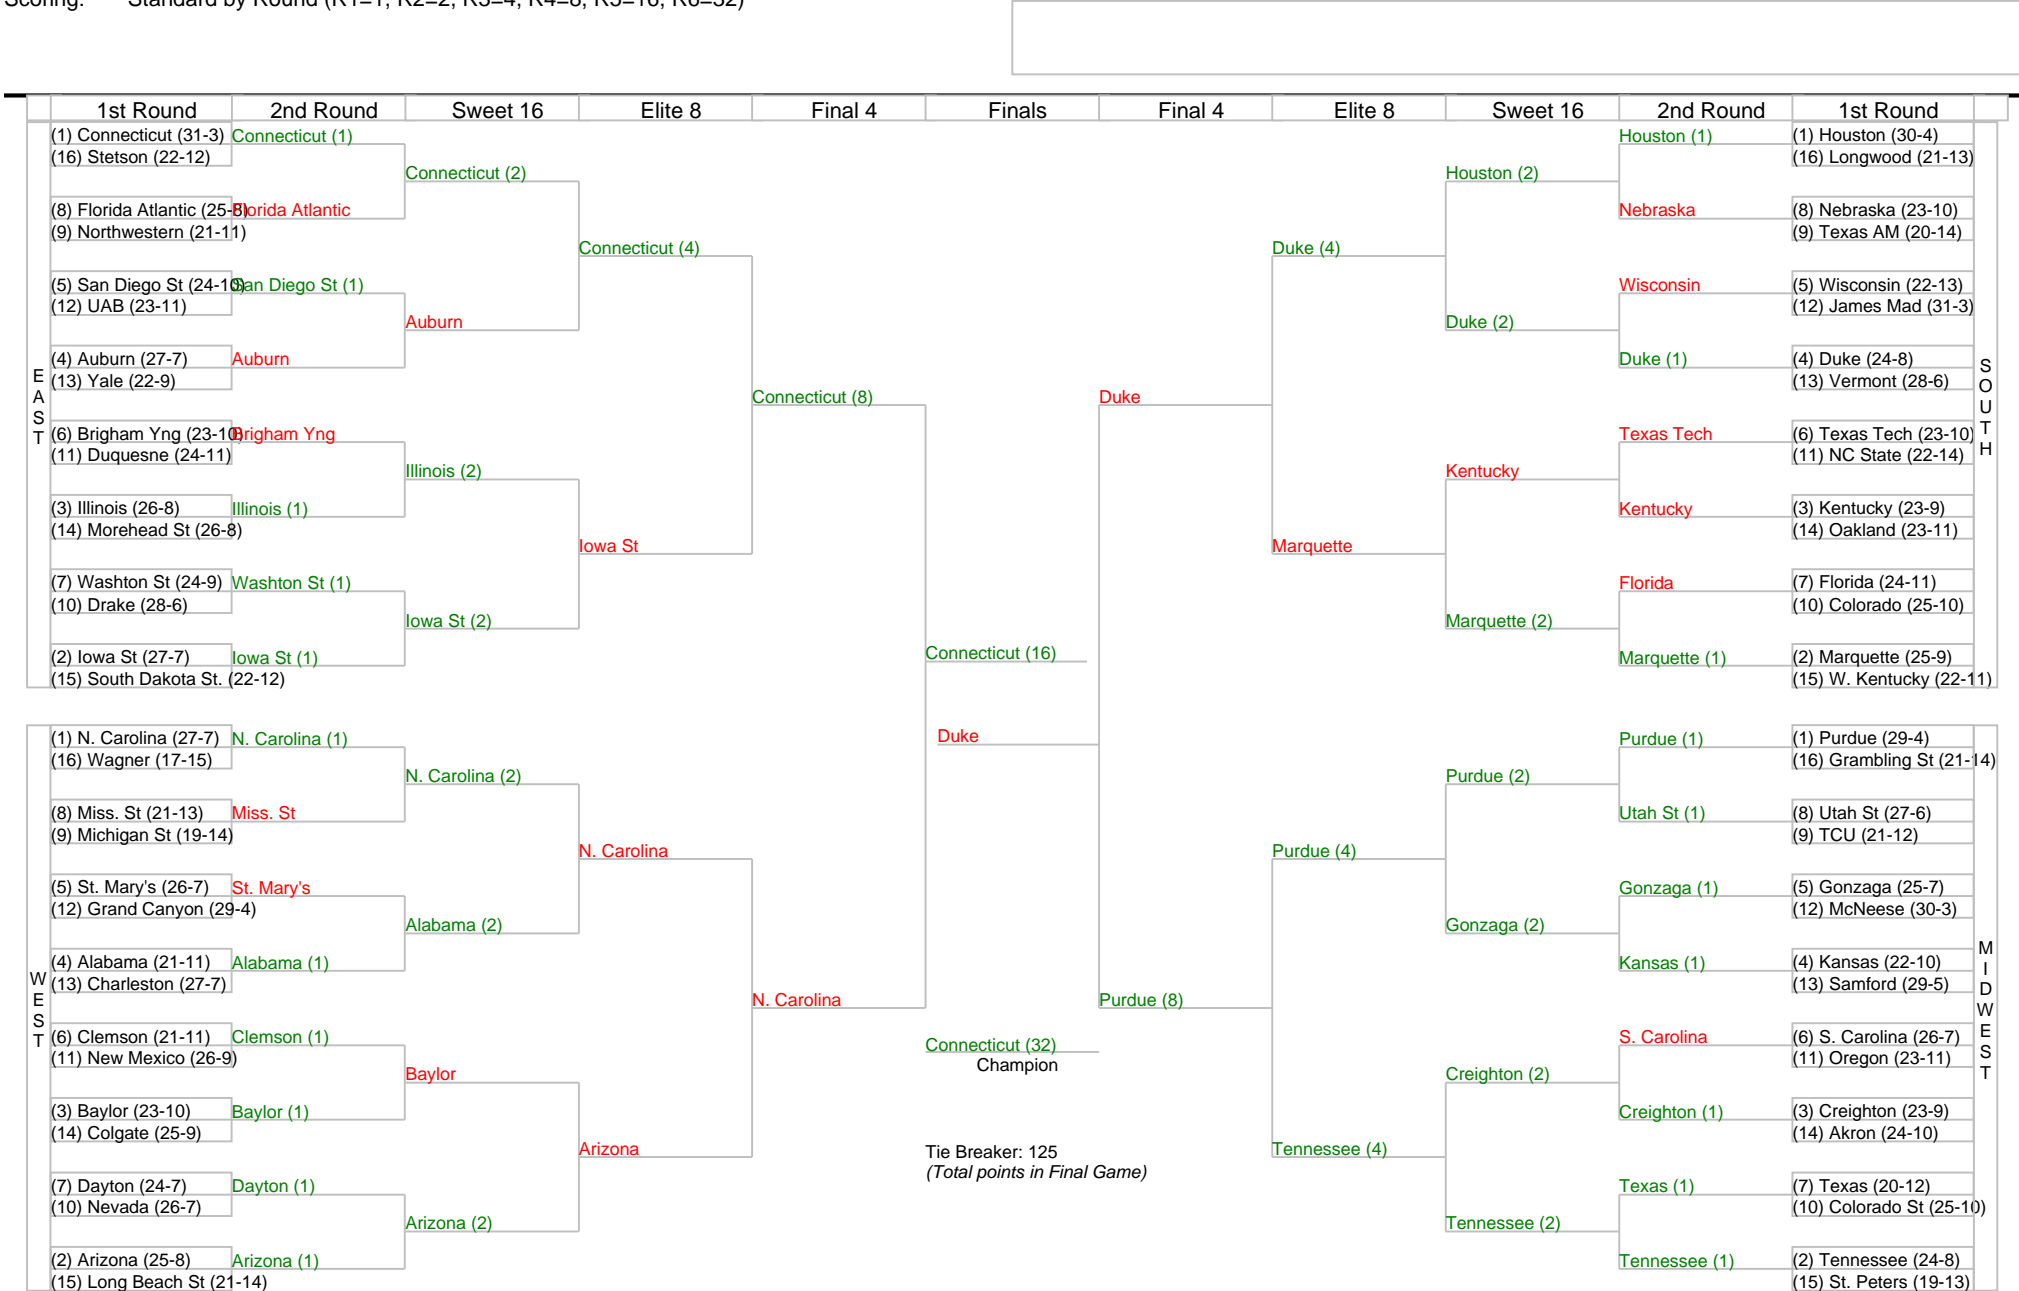 Scoring: Standard by Round (R1=1, R2=2, R3=4, R4=8, R5=16, R6=32)
1st Round 2nd Round Sweet 16 Elite 8 Final 4 Finals Final 4 Elite 8 Sweet 16 2nd Round 1st Round
EAST
(1) Connecticut (31-3)
(16) Stetson (22-12)
(8) Florida Atlantic (25-8)
(9) Northwestern (21-11)
(5) San Diego St (24-10)
(12) UAB (23-11)
(4) Auburn (27-7)
(13) Yale (22-9)
(6) Brigham Yng (23-10)
(11) Duquesne (24-11)
(3) Illinois (26-8)
(14) Morehead St (26-8)
(7) Washton St (24-9)
(10) Drake (28-6)
(2) Iowa St (27-7)
(15) South Dakota St. (22-12)
Connecticut (1)
Florida Atlantic
San Diego St (1)
Auburn
Brigham Yng
Illinois (1)
Washton St (1)
Iowa St (1)
Connecticut (2)
Auburn
Illinois (2)
Iowa St (2)
Connecticut (4)
Iowa St
Connecticut (8)
WEST
(1) N. Carolina (27-7)
(16) Wagner (17-15)
(8) Miss. St (21-13)
(9) Michigan St (19-14)
(5) St. Mary's (26-7)
(12) Grand Canyon (29-4)
(4) Alabama (21-11)
(13) Charleston (27-7)
(6) Clemson (21-11)
(11) New Mexico (26-9)
(3) Baylor (23-10)
(14) Colgate (25-9)
(7) Dayton (24-7)
(10) Nevada (26-7)
(2) Arizona (25-8)
(15) Long Beach St (21-14)
N. Carolina (1)
Miss. St
St. Mary's
Alabama (1)
Clemson (1)
Baylor (1)
Dayton (1)
Arizona (1)
N. Carolina (2)
Alabama (2)
Baylor
Arizona (2)
N. Carolina
Arizona
N. Carolina
Connecticut (16)
Duke
Connecticut (32)
Champion
Tie Breaker: 125
(Total points in Final Game)
Duke
Duke (4)
Marquette
Houston (2)
Duke (2)
Kentucky
Marquette (2)
Houston (1)
Nebraska
Wisconsin
Duke (1)
Texas Tech
Kentucky
Florida
Marquette (1)
(1) Houston (30-4)
(16) Longwood (21-13)
(8) Nebraska (23-10)
(9) Texas AM (20-14)
(5) Wisconsin (22-13)
(12) James Mad (31-3)
(4) Duke (24-8)
(13) Vermont (28-6)
(6) Texas Tech (23-10)
(11) NC State (22-14)
(3) Kentucky (23-9)
(14) Oakland (23-11)
(7) Florida (24-11)
(10) Colorado (25-10)
(2) Marquette (25-9)
(15) W. Kentucky (22-11)
SOUTH
Purdue (8)
Purdue (4)
Tennessee (4)
Purdue (2)
Gonzaga (2)
Creighton (2)
Tennessee (2)
Purdue (1)
Utah St (1)
Gonzaga (1)
Kansas (1)
S. Carolina
Creighton (1)
Texas (1)
Tennessee (1)
(1) Purdue (29-4)
(16) Grambling St (21-14)
(8) Utah St (27-6)
(9) TCU (21-12)
(5) Gonzaga (25-7)
(12) McNeese (30-3)
(4) Kansas (22-10)
(13) Samford (29-5)
(6) S. Carolina (26-7)
(11) Oregon (23-11)
(3) Creighton (23-9)
(14) Akron (24-10)
(7) Texas (20-12)
(10) Colorado St (25-10)
(2) Tennessee (24-8)
(15) St. Peters (19-13)
MIDWEST